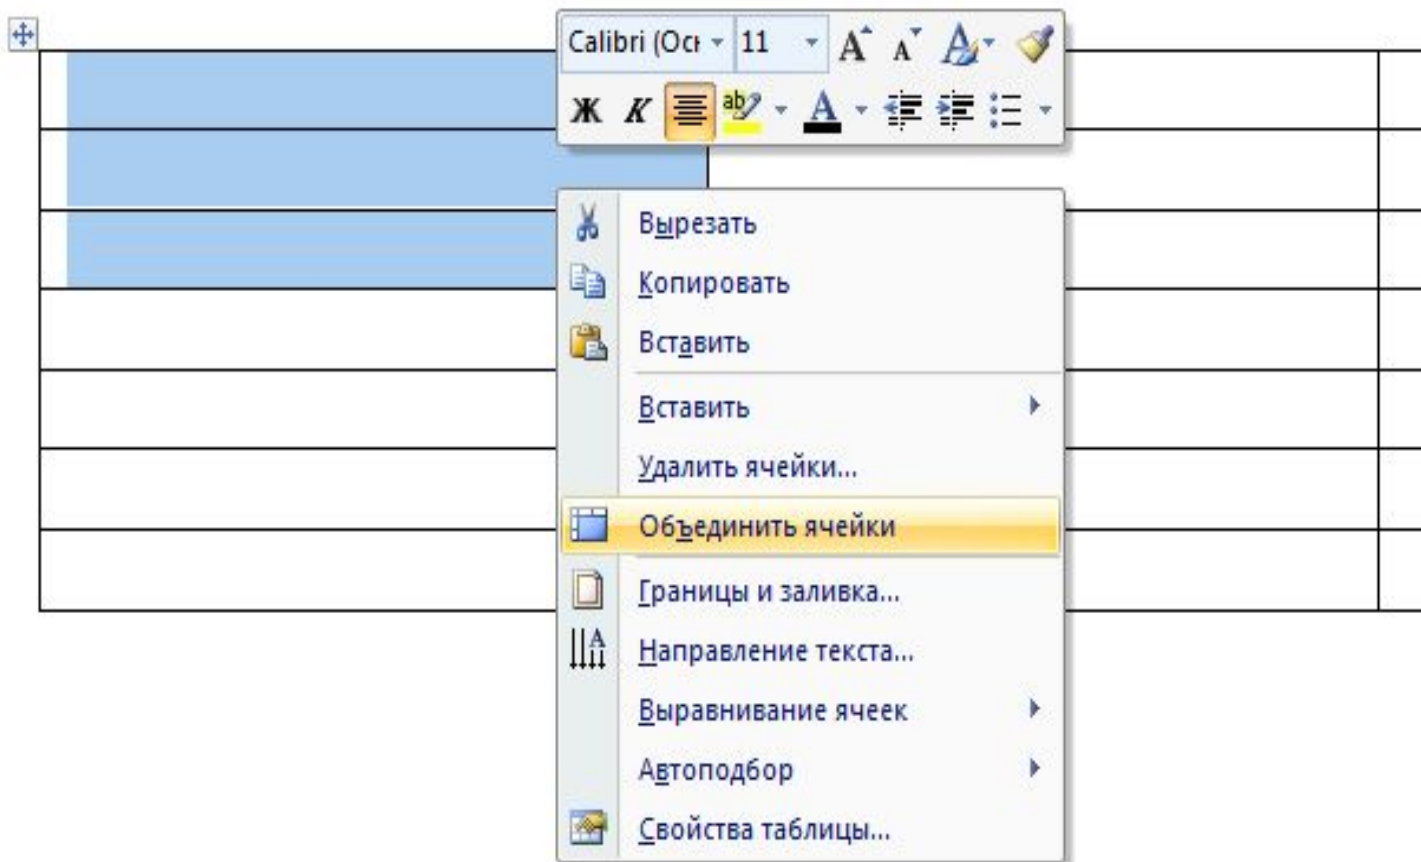 Calibri (Осн 11 А А А
Ж К ab А
Вырезать
Копировать
Вставить
Вставить
Удалить ячейки...
Объединить ячейки
Границы и заливка...
Направление текста...
Выравнивание ячеек
Автоподбор
Свойства таблицы...